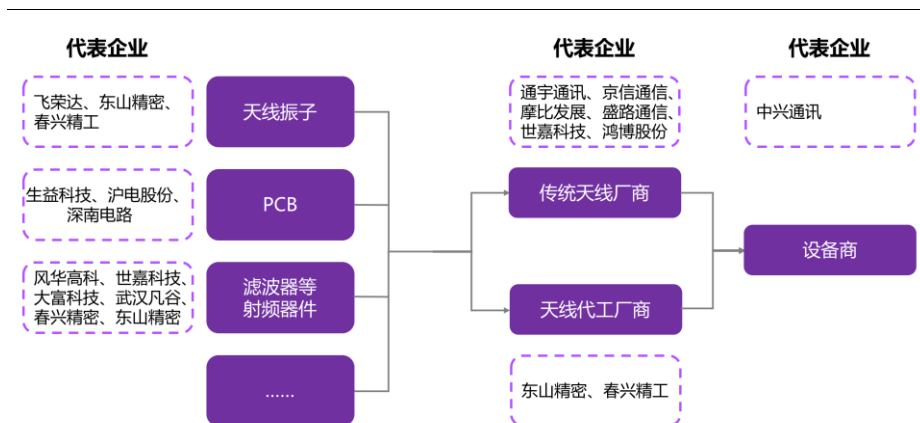 代表企业
代表企业
代表企业
飞荣达、东山精密、
春兴精工
天线振子
通宇通讯、京信通信、
摩比发展、盛路通信、
世嘉科技、鸿博股份
中兴通讯
生益科技、沪电股份、
深南电路
PCB
传统天线厂商
设备商
风华高科、世嘉科技、
大富科技、武汉凡谷、
春兴精密、东山精密
滤波器等
射频器件
天线代工厂商
……
东山精密、春兴精工